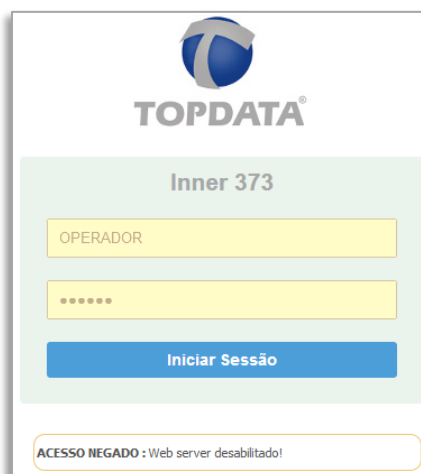 TOPDATA®
Inner 373
OPERADOR
••••••
Iniciar Sessão
ACESSO NEGADO : Web server desabilitado!